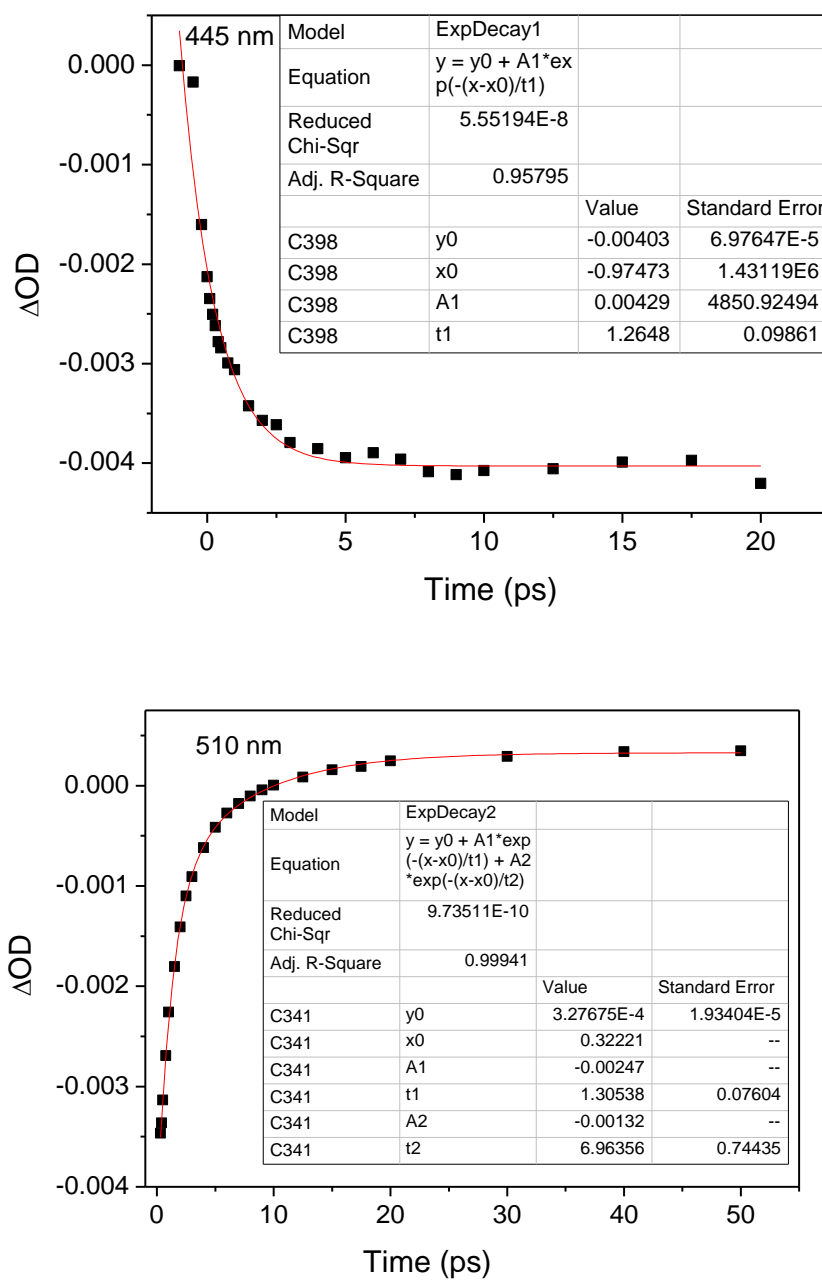 445 nm
Model ExpDecay1
Equation y = y0 + A1*ex
p(-(x-x0)/t1)
Reduced
Chi-Sqr 5.55194E-8
Adj. R-Square 0.95795
Value Standard Error
C398 y0 -0.00403 6.97647E-5
C398 x0 -0.97473 1.43119E6
C398 A1 0.00429 4850.92494
C398 t1 1.2648 0.09861
0.000
-0.001
-0.002
-0.003
-0.004
ΔOD
0 5 10 15 20
Time (ps)
510 nm
Model ExpDecay2
Equation y = y0 + A1*exp
(-(x-x0)/t1) + A2
*exp(-(x-x0)/t2)
Reduced
Chi-Sqr 9.73511E-10
Adj. R-Square 0.99941
Value Standard Error
C341 y0 3.27675E-4 1.93404E-5
C341 x0 0.32221 --
C341 A1 -0.00247 --
C341 t1 1.30538 0.07604
C341 A2 -0.00132 --
C341 t2 6.96356 0.74435
0.000
-0.001
-0.002
-0.003
-0.004
ΔOD
0 10 20 30 40 50
Time (ps)